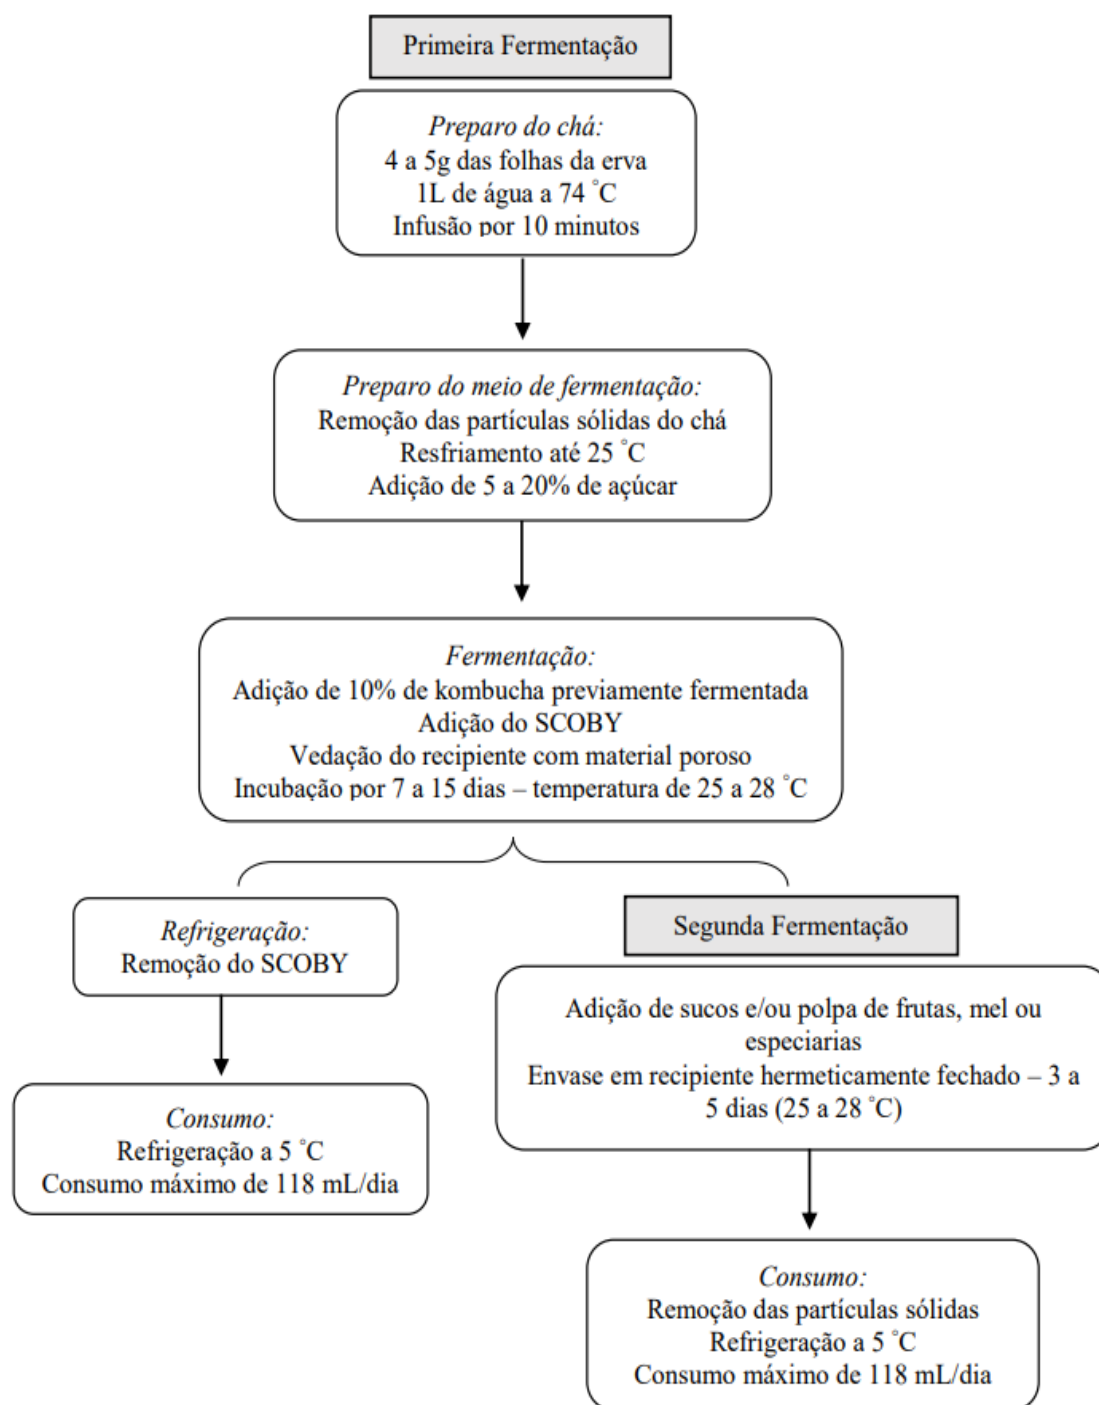 Primeira Fermentação
Preparo do chá:
4 a 5g das folhas da erva
1L de água a 74 °C
Infusão por 10 minutos
Preparo do meio de fermentação:
Remoção das partículas sólidas do chá
Resfriamento até 25 °C
Adição de 5 a 20% de açúcar
Fermentação:
Adição de 10% de kombucha previamente fermentada
Adição do SCOBY
Vedação do recipiente com material poroso
Incubação por 7 a 15 dias – temperatura de 25 a 28 °C
Refrigeração:
Remoção do SCOBY
Consumo:
Refrigeração a 5 °C
Consumo máximo de 118 mL/dia
Segunda Fermentação
Adição de sucos e/ou polpa de frutas, mel ou
especiarias
Envase em recipiente hermeticamente fechado – 3 a
5 dias (25 a 28 °C)
Consumo:
Remoção das partículas sólidas
Refrigeração a 5 °C
Consumo máximo de 118 mL/dia